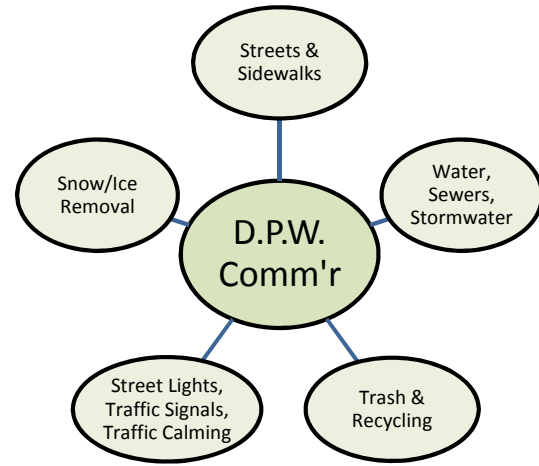 Streets &
Sidewalks
Snow/Ice
Removal
Water,
Sewers,
Stormwater
D.P.W.
Comm'r
Street Lights,
Traffic Signals,
Traffic Calming
Trash &
Recycling